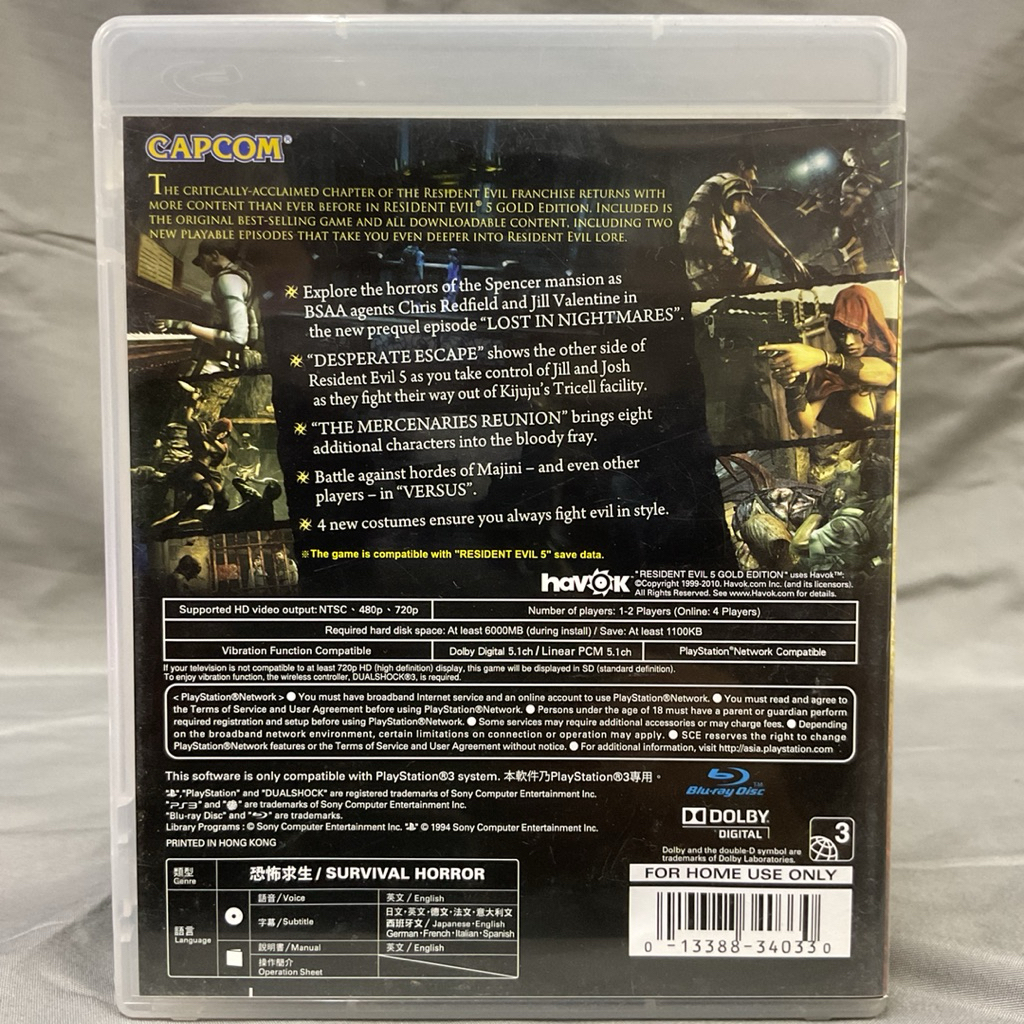 CAPCOM®
THE CRITICALLY-ACCLAIMED CHAPTER OF THE RESIDENT EVIL FRANCHISE RETURNS WITH
MORE CONTENT THAN EVER BEFORE IN RESIDENT EVIL® 5 GOLD EDITION. INCLUDED IS
THE ORIGINAL BEST-SELLING GAME AND ALL DOWNLOADABLE CONTENT, INCLUDING TWO
NEW PLAYABLE EPISODES THAT TAKE YOU EVEN DEEPER INTO RESIDENT EVIL LORE.
Explore the horrors of the Spencer mansion as
BSAA agents Chris Redfield and Jill Valentine in
the new prequel episode “LOST IN NIGHTMARES”.
“DESPERATE ESCAPE” shows the other side of
Resident Evil 5 as you take control of Jill and Josh
as they fight their way out of Kijuju's Tricell facility.
“THE MERCENARIES REUNION” brings eight
additional characters into the bloody fray.
Battle against hordes of Majini – and even other
players – in “VERSUS”.
4 new costumes ensure you always fight evil in style.
※The game is compatible with "RESIDENT EVIL 5" save data.
havok
"RESIDENT EVIL 5 GOLD EDITION" uses Havok™;
©Copyright 1999-2010. Havok.com Inc. (and its licensors).
All Rights Reserved. See www.Havok.com for details.
Supported HD video output: NTSC、480p、720p
Number of players: 1-2 Players (Online: 4 Players)
Required hard disk space: At least 6000MB (during install) / Save: At least 1100KB
Vibration Function Compatible
Dolby Digital 5.1ch / Linear PCM 5.1ch
PlayStation®Network Compatible
If your television is not compatible to at least 720p HD (high definition) display, this game will be displayed in SD (standard definition).
To enjoy vibration function, the wireless controller, DUALSHOCK®3, is required.
< PlayStation®Network > ● You must have broadband Internet service and an online account to use PlayStation®Network. ● You must read and agree to
the Terms of Service and User Agreement before using PlayStation®Network. ● Persons under the age of 18 must have a parent or guardian perform
required registration and setup before using PlayStation®Network. ● Some services may require additional accessories or may charge fees. ● Depending
on the broadband network environment, certain limitations on connection or operation may apply. ● SCE reserves the right to change
PlayStation®Network features or the Terms of Service and User Agreement without notice. ● For additional information, visit http://asia.playstation.com
This software is only compatible with PlayStation®3 system. 本軟件乃PlayStation®3專用。
"PlayStation" and "DUALSHOCK" are registered trademarks of Sony Computer Entertainment Inc.
"PS3" and " " are trademarks of Sony Computer Entertainment Inc.
"Blu-ray Disc" and " " are trademarks.
Library Programs : © Sony Computer Entertainment Inc. " " © 1994 Sony Computer Entertainment Inc.
PRINTED IN HONG KONG
Blu-ray Disc™
DOLBY
DIGITAL
Dolby and the double-D symbol are
trademarks of Dolby Laboratories.
3
FOR HOME USE ONLY
0 13388 34033 0
類型
Genre
恐怖求生 / SURVIVAL HORROR
語言
Language
語音 / Voice
英文 / English
字幕 / Subtitle
日文·英文·德文·法文·意大利文
西班牙文 / Japanese·English
German·French·Italian·Spanish
說明書 / Manual
英文 / English
操作簡介
Operation Sheet